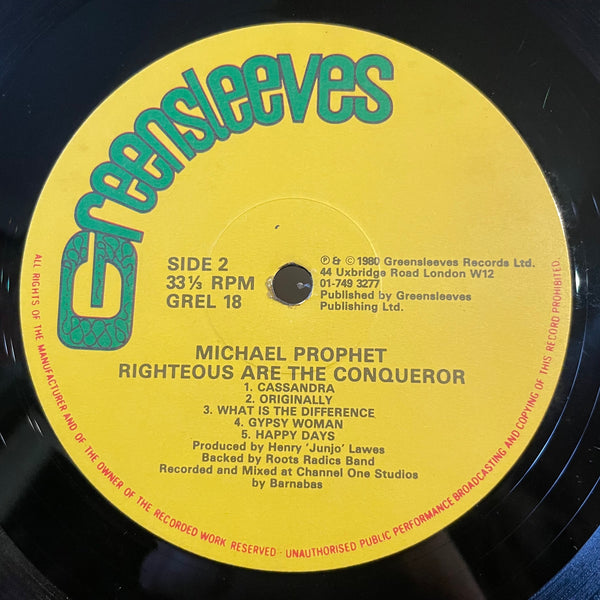 Greensleeves
SIDE 2
33⅓ RPM
GREL 18
℗ & © 1980 Greensleeves Records Ltd.
44 Uxbridge Road London W12
01-749 3277
Published by Greensleeves
Publishing Ltd.
MICHAEL PROPHET
RIGHTEOUS ARE THE CONQUEROR
1. CASSANDRA
2. ORIGINALLY
3. WHAT IS THE DIFFERENCE
4. GYPSY WOMAN
5. HAPPY DAYS
Produced by Henry 'Junjo' Lawes
Backed by Roots Radics Band
Recorded and Mixed at Channel One Studios
by Barnabas
ALL RIGHTS OF THE MANUFACTURER AND OF THE OWNER OF THE RECORDED WORK RESERVED - UNAUTHORISED PUBLIC PERFORMANCE BROADCASTING AND COPYING OF THIS RECORD PROHIBITED.